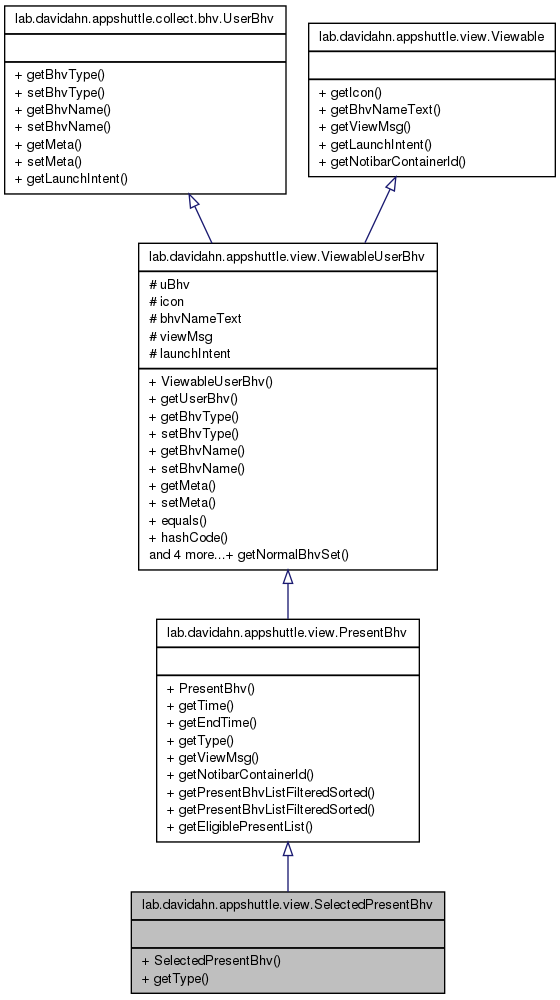 lab.davidahn.appshuttle.collect.bhv.UserBhv
+ getBhvType()
+ setBhvType()
+ getBhvName()
+ setBhvName()
+ getMeta()
+ setMeta()
+ getLaunchIntent()
lab.davidahn.appshuttle.view.Viewable
+ getIcon()
+ getBhvNameText()
+ getViewMsg()
+ getLaunchIntent()
+ getNotibarContainerId()
lab.davidahn.appshuttle.view.ViewableUserBhv
# uBhv
# icon
# bhvNameText
# viewMsg
# launchIntent
+ ViewableUserBhv()
+ getUserBhv()
+ getBhvType()
+ setBhvType()
+ getBhvName()
+ setBhvName()
+ getMeta()
+ setMeta()
+ equals()
+ hashCode()
and 4 more...+ getNormalBhvSet()
lab.davidahn.appshuttle.view.PresentBhv
+ PresentBhv()
+ getTime()
+ getEndTime()
+ getType()
+ getViewMsg()
+ getNotibarContainerId()
+ getPresentBhvListFilteredSorted()
+ getPresentBhvListFilteredSorted()
+ getEligiblePresentList()
lab.davidahn.appshuttle.view.SelectedPresentBhv
+ SelectedPresentBhv()
+ getType()